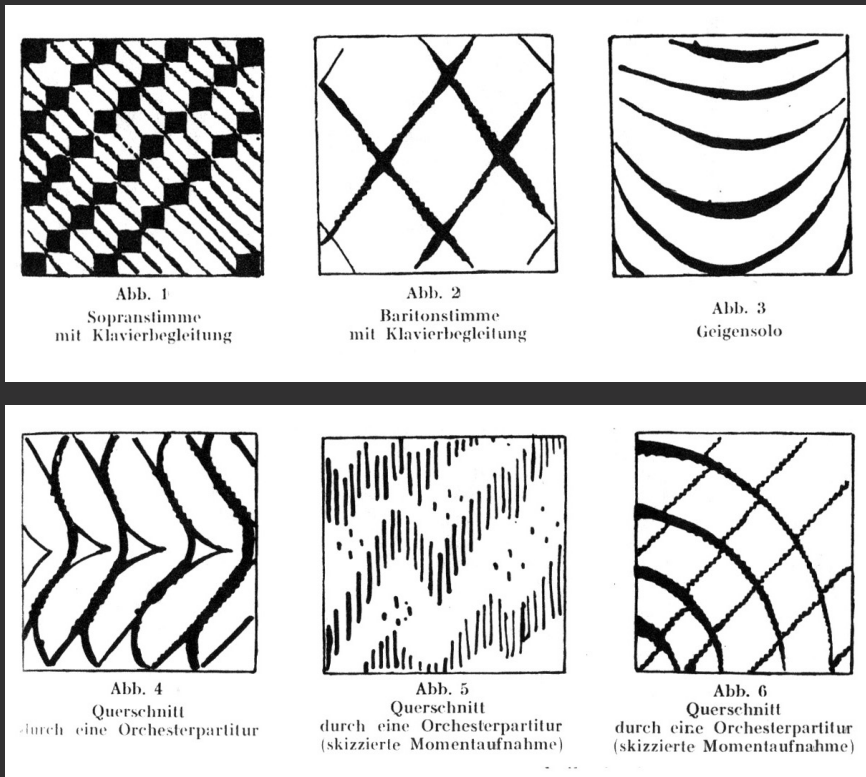 Abb. 1
Sopranstimme
mit Klavierbegleitung
Abb. 2
Baritonstimme
mit Klavierbegleitung
Abb. 3
Geigensolo
Abb. 4
Querschnitt
durch eine Orchesterpartitur
Abb. 5
Querschnitt
durch eine Orchesterpartitur
(skizzierte Momentaufnahme)
Abb. 6
Querschnitt
durch eine Orchesterpartitur
(skizzierte Momentaufnahme)